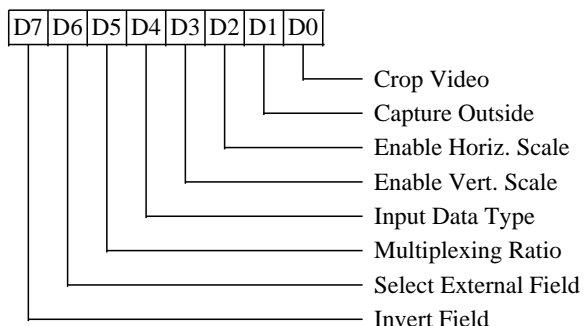 D7 D6 D5 D4 D3 D2 D1 D0
Crop Video
Capture Outside
Enable Horiz. Scale
Enable Vert. Scale
Input Data Type
Multiplexing Ratio
Select External Field
Invert Field